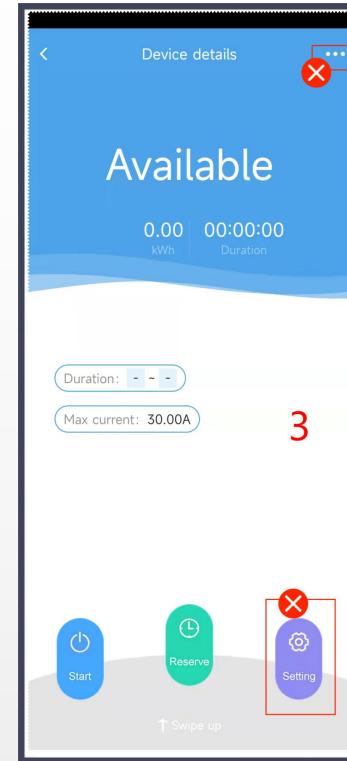 Device details
Available
0.00 00:00:00
kWh Duration
Duration: - ~ -
Max current: 30.00A
3
Start
Reserve
Setting
↑ Swipe up